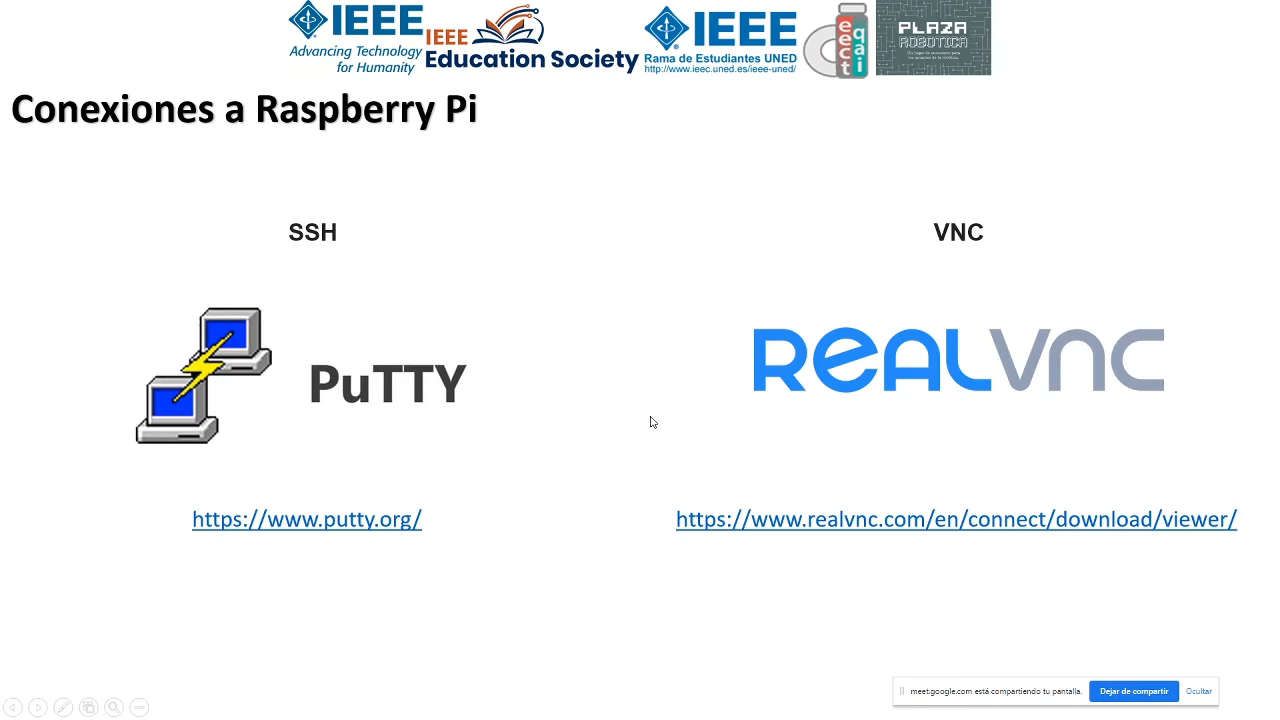 IEEE
Advancing Technology
for Humanity
IEEE
Education Society
IEEE
Rama de Estudiantes UNED
http://www.ieec.uned.es/ieee-uned/
PLAZA
ROBOTICA
Conexiones a Raspberry Pi
SSH
VNC
PuTTY
REALVNC
https://www.putty.org/
https://www.realvnc.com/en/connect/download/viewer/
meet.google.com está compartiendo tu pantalla.
Dejar de compartir
Ocultar